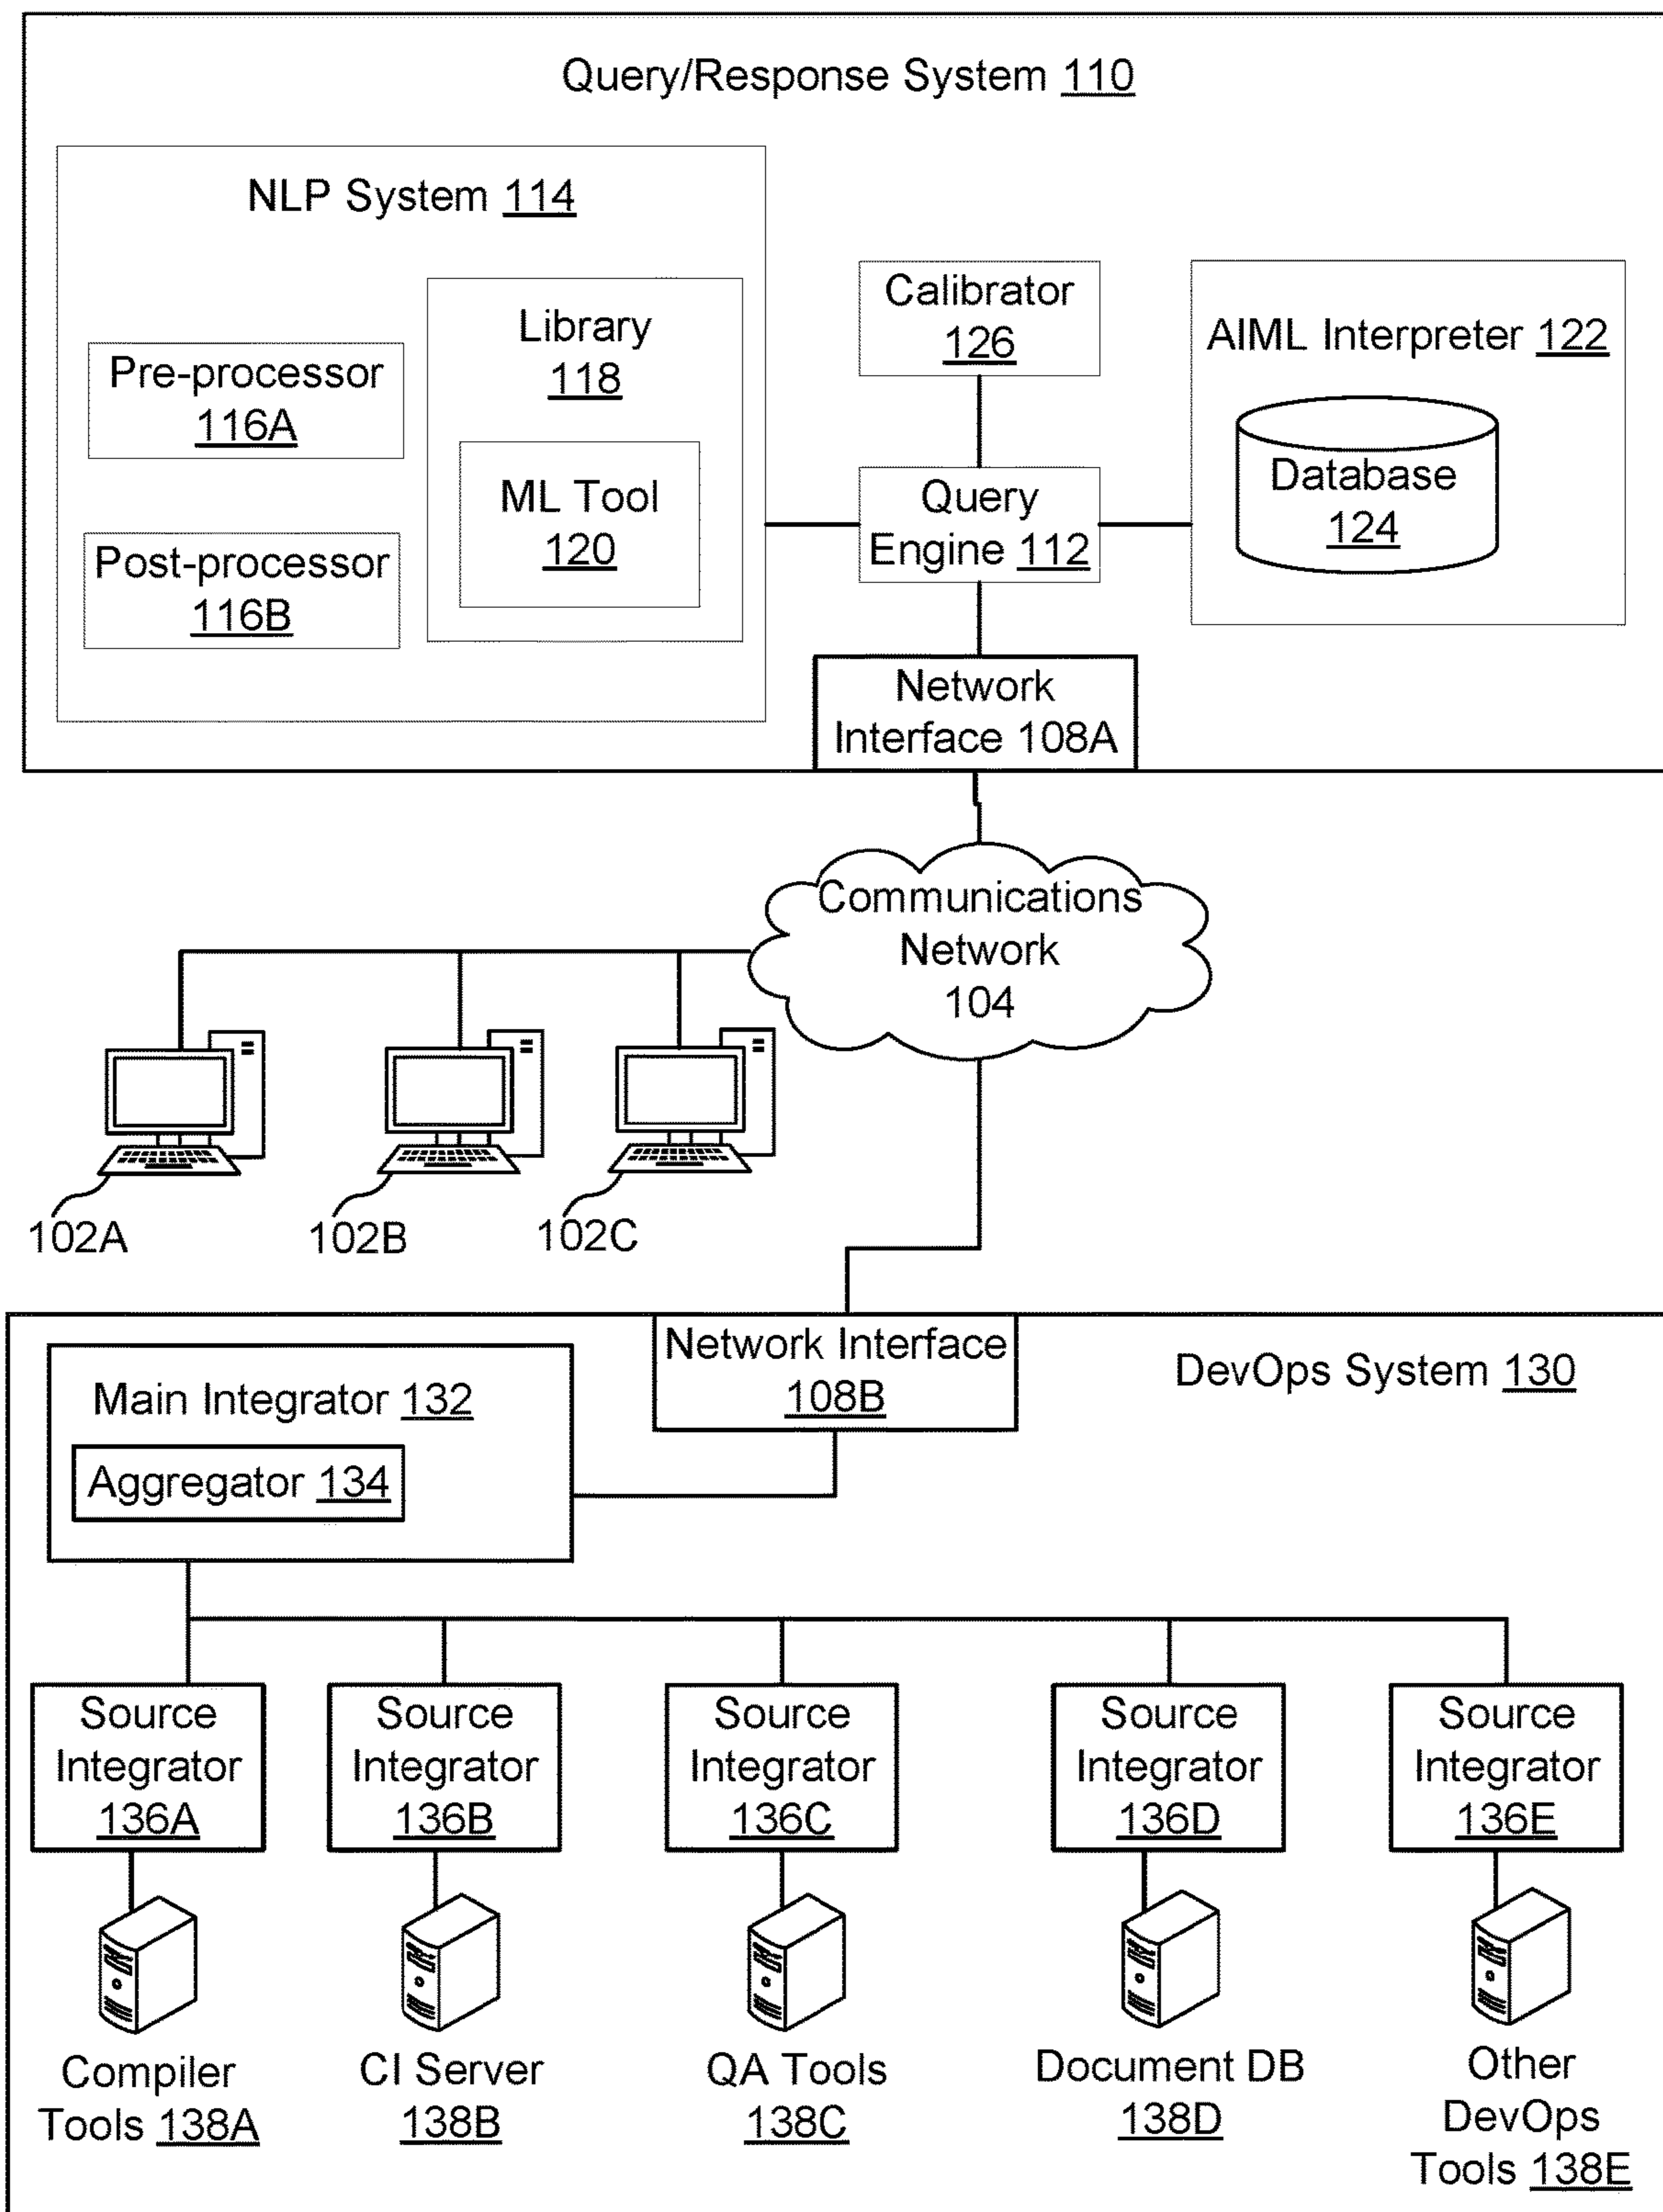 Query/Response System 110
NLP System 114
Pre-processor
116A
Post-processor
116B
Library
118
ML Tool
120
Calibrator
126
Query
Engine 112
AIML Interpreter 122
Database
124
Network
Interface 108A
Communications
Network
104
102A
102B
102C
Network Interface
108B
DevOps System 130
Main Integrator 132
Aggregator 134
Source
Integrator
136A
Source
Integrator
136B
Source
Integrator
136C
Source
Integrator
136D
Source
Integrator
136E
Compiler
Tools 138A
CI Server
138B
QA Tools
138C
Document DB
138D
Other
DevOps
Tools 138E